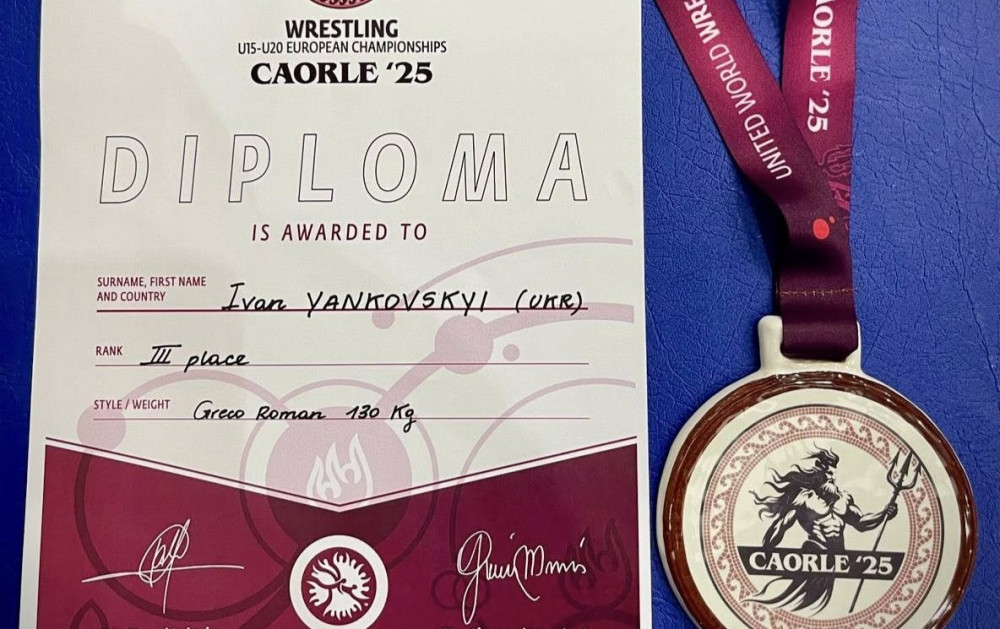 WRESTLING
U15-U20 EUROPEAN CHAMPIONSHIPS
CAORLE ‘25
DIPLOMA
IS AWARDED TO
SURNAME, FIRST NAME
AND COUNTRY
Ivan YANKOVSKYI (UKR)
RANK
III place
STYLE / WEIGHT
Greco Roman 130 Kg
UNITED WORLD WRE
CAORLE ‘25
CAORLE ‘25